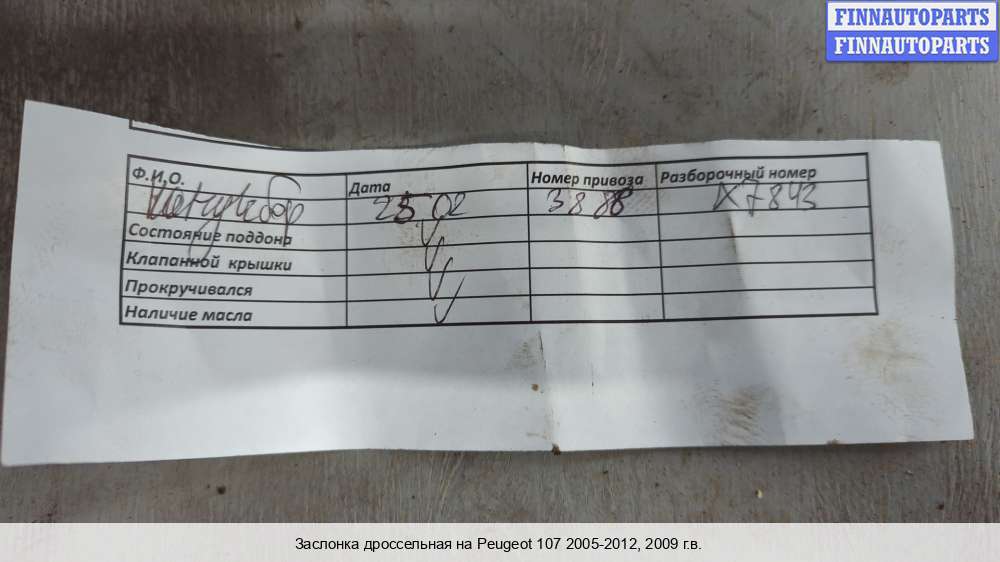 FINNAUTOPARTS
FINNAUTOPARTS
Ф.И.О. Дата Номер привоза Разборочный номер
25 02 3888 X7843
Состояние поддона
Клапанной крышки
Прокручивался
Наличие масла
Заслонка дроссельная на Peugeot 107 2005-2012, 2009 г.в.